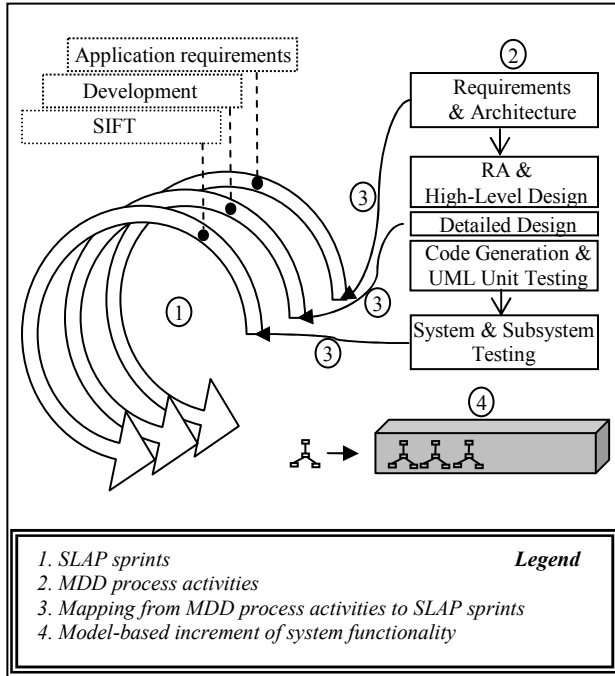 Application requirements
Development
SIFT
2
Requirements
& Architecture
RA &
High-Level Design
Detailed Design
Code Generation &
UML Unit Testing
System & Subsystem
Testing
3
3
3
1
4
Legend
1. SLAP sprints
2. MDD process activities
3. Mapping from MDD process activities to SLAP sprints
4. Model-based increment of system functionality